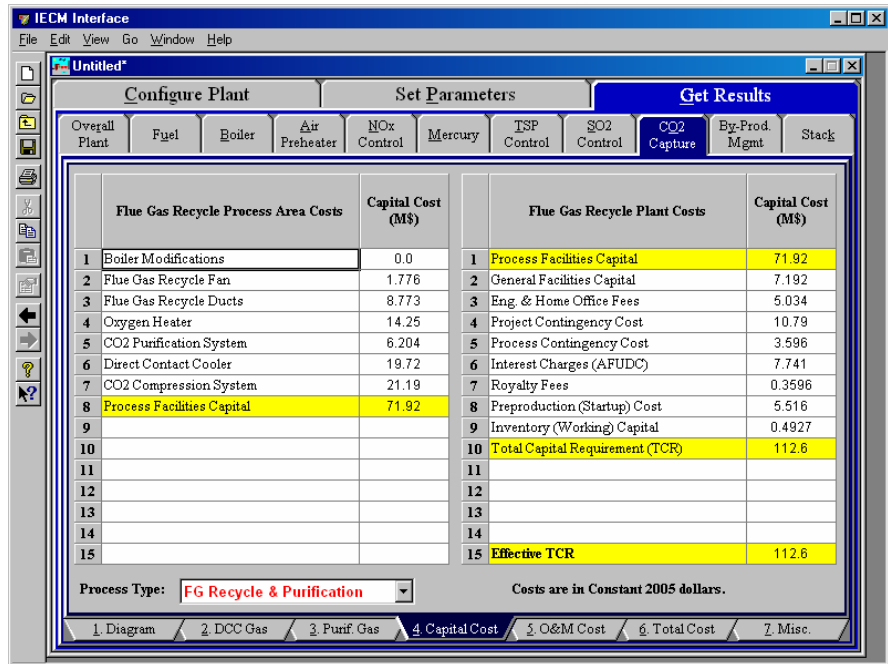 IECM Interface
File Edit View Go Window Help
Untitled*
Configure Plant Set Parameters Get Results
Overall Plant Fuel Boiler Air Preheater NOx Control Mercury TSP Control SO2 Control CO2 Capture By-Prod. Mgmt Stack
Flue Gas Recycle Process Area Costs Capital Cost (M$) Flue Gas Recycle Plant Costs Capital Cost (M$)
1 Boiler Modifications 0.0 1 Process Facilities Capital 71.92
2 Flue Gas Recycle Fan 1.776 2 General Facilities Capital 7.192
3 Flue Gas Recycle Ducts 8.773 3 Eng. & Home Office Fees 5.034
4 Oxygen Heater 14.25 4 Project Contingency Cost 10.79
5 CO2 Purification System 6.204 5 Process Contingency Cost 3.596
6 Direct Contact Cooler 19.72 6 Interest Charges (AFUDC) 7.741
7 CO2 Compression System 21.19 7 Royalty Fees 0.3596
8 Process Facilities Capital 71.92 8 Preproduction (Startup) Cost 5.516
9 9 Inventory (Working) Capital 0.4927
10 10 Total Capital Requirement (TCR) 112.6
11 11
12 12
13 13
14 14
15 15 Effective TCR 112.6
Process Type: FG Recycle & Purification Costs are in Constant 2005 dollars.
1. Diagram 2. DCC Gas 3. Purif. Gas 4. Capital Cost 5. O&M Cost 6. Total Cost 7. Misc.